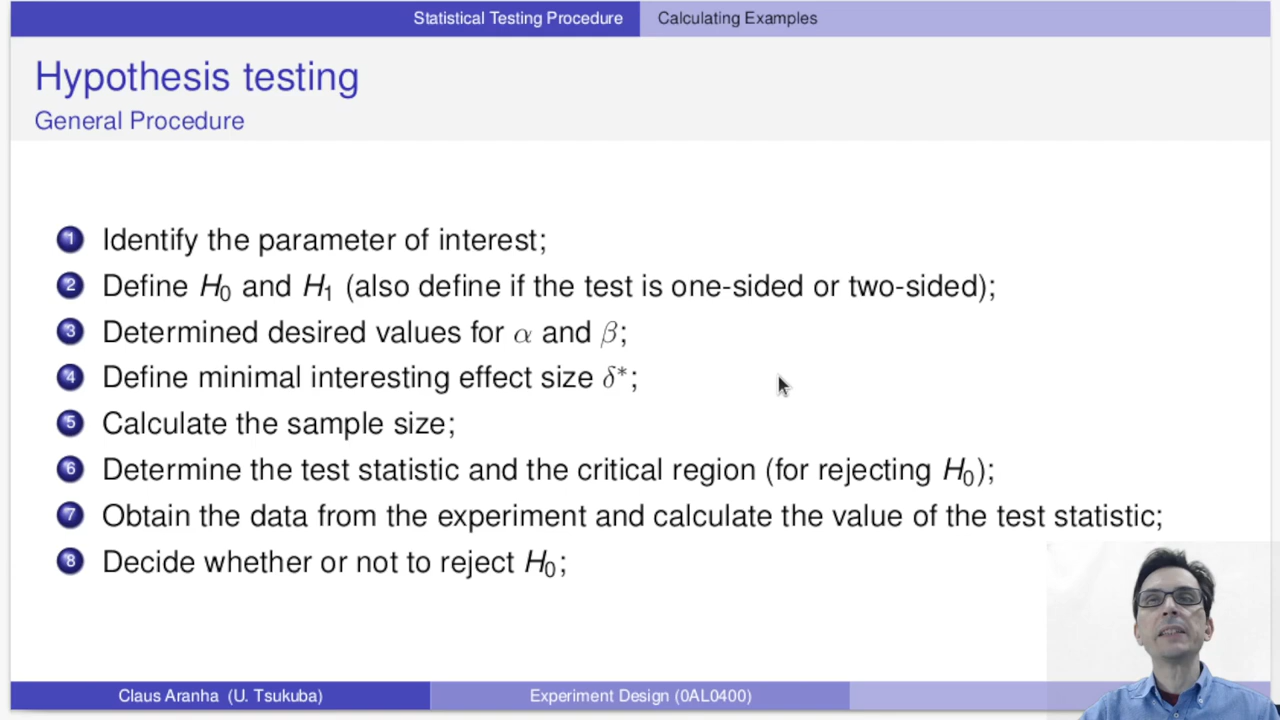 Statistical Testing Procedure Calculating Examples
Hypothesis testing
General Procedure
1 Identify the parameter of interest;
2 Define H₀ and H₁ (also define if the test is one-sided or two-sided);
3 Determined desired values for α and β;
4 Define minimal interesting effect size δ*;
5 Calculate the sample size;
6 Determine the test statistic and the critical region (for rejecting H₀);
7 Obtain the data from the experiment and calculate the value of the test statistic;
8 Decide whether or not to reject H₀;
Claus Aranha (U. Tsukuba) Experiment Design (0AL0400)